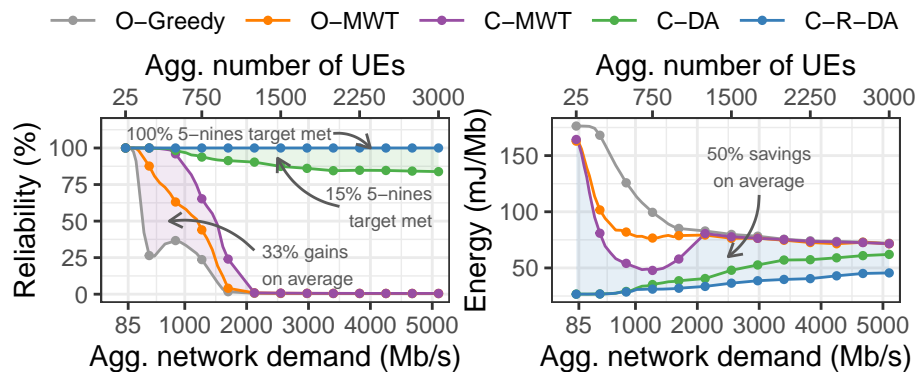 O−Greedy O−MWT C−MWT C−DA C−R−DA
Agg. number of UEs
25 750 1500 2250 3000
Reliability (%)
100
75
50
25
0
100% 5−nines target met
15% 5−nines
target met
33% gains
on average
85 1000 2000 3000 4000 5000
Agg. network demand (Mb/s)
Agg. number of UEs
25 750 1500 2250 3000
Energy (mJ/Mb)
150
100
50
50% savings
on average
85 1000 2000 3000 4000 5000
Agg. network demand (Mb/s)